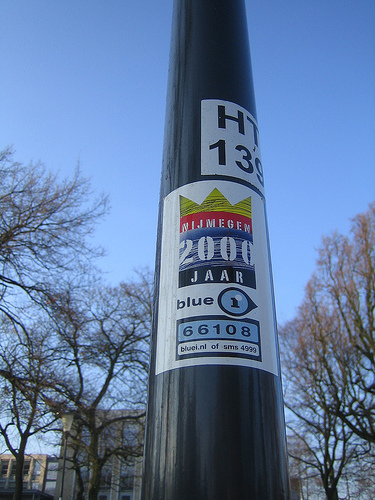 HT
139
NIJMEGEN
2000
JAAR
blue
66108
bluei.nl of sms 4999